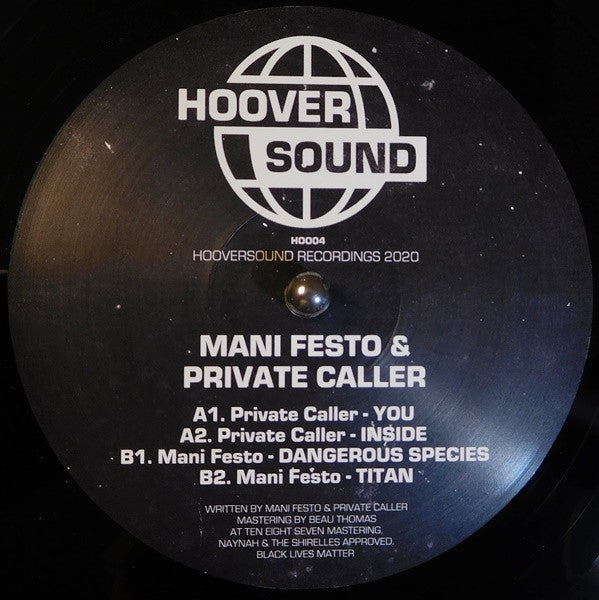 HOOVER
SOUND
HOO04
HOOVERSOUND RECORDINGS 2020
MANI FESTO &
PRIVATE CALLER
A1. Private Caller - YOU
A2. Private Caller - INSIDE
B1. Mani Festo - DANGEROUS SPECIES
B2. Mani Festo - TITAN
WRITTEN BY MANI FESTO & PRIVATE CALLER
MASTERING BY BEAU THOMAS
AT TEN EIGHT SEVEN MASTERING.
NAYNAH & THE SHIRELLES APPROVED.
BLACK LIVES MATTER